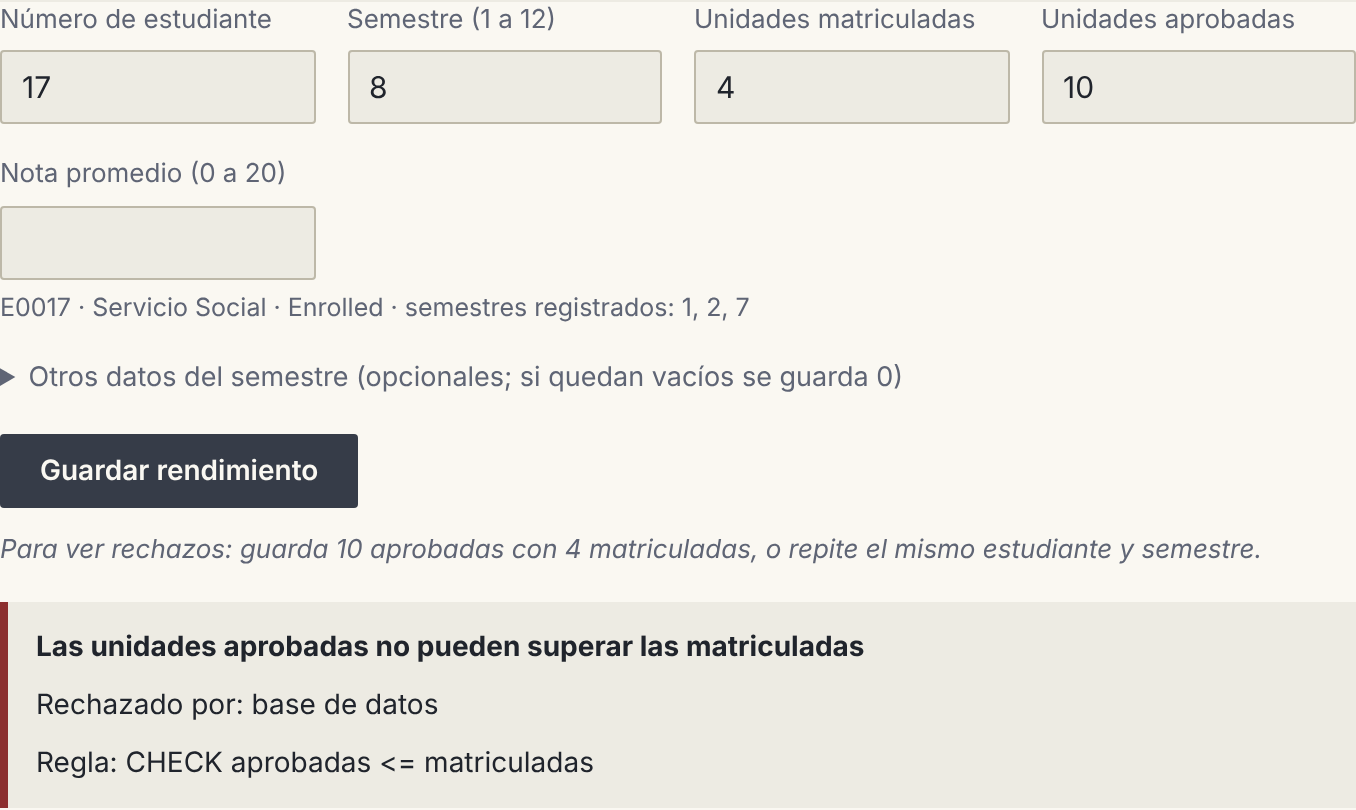 Número de estudiante
Semestre (1 a 12)
Unidades matriculadas
Unidades aprobadas
17
8
4
10
Nota promedio (0 a 20)
E0017 · Servicio Social · Enrolled · semestres registrados: 1, 2, 7
Otros datos del semestre (opcionales; si quedan vacíos se guarda 0)
Guardar rendimiento
Para ver rechazos: guarda 10 aprobadas con 4 matriculadas, o repite el mismo estudiante y semestre.
Las unidades aprobadas no pueden superar las matriculadas
Rechazado por: base de datos
Regla: CHECK aprobadas <= matriculadas